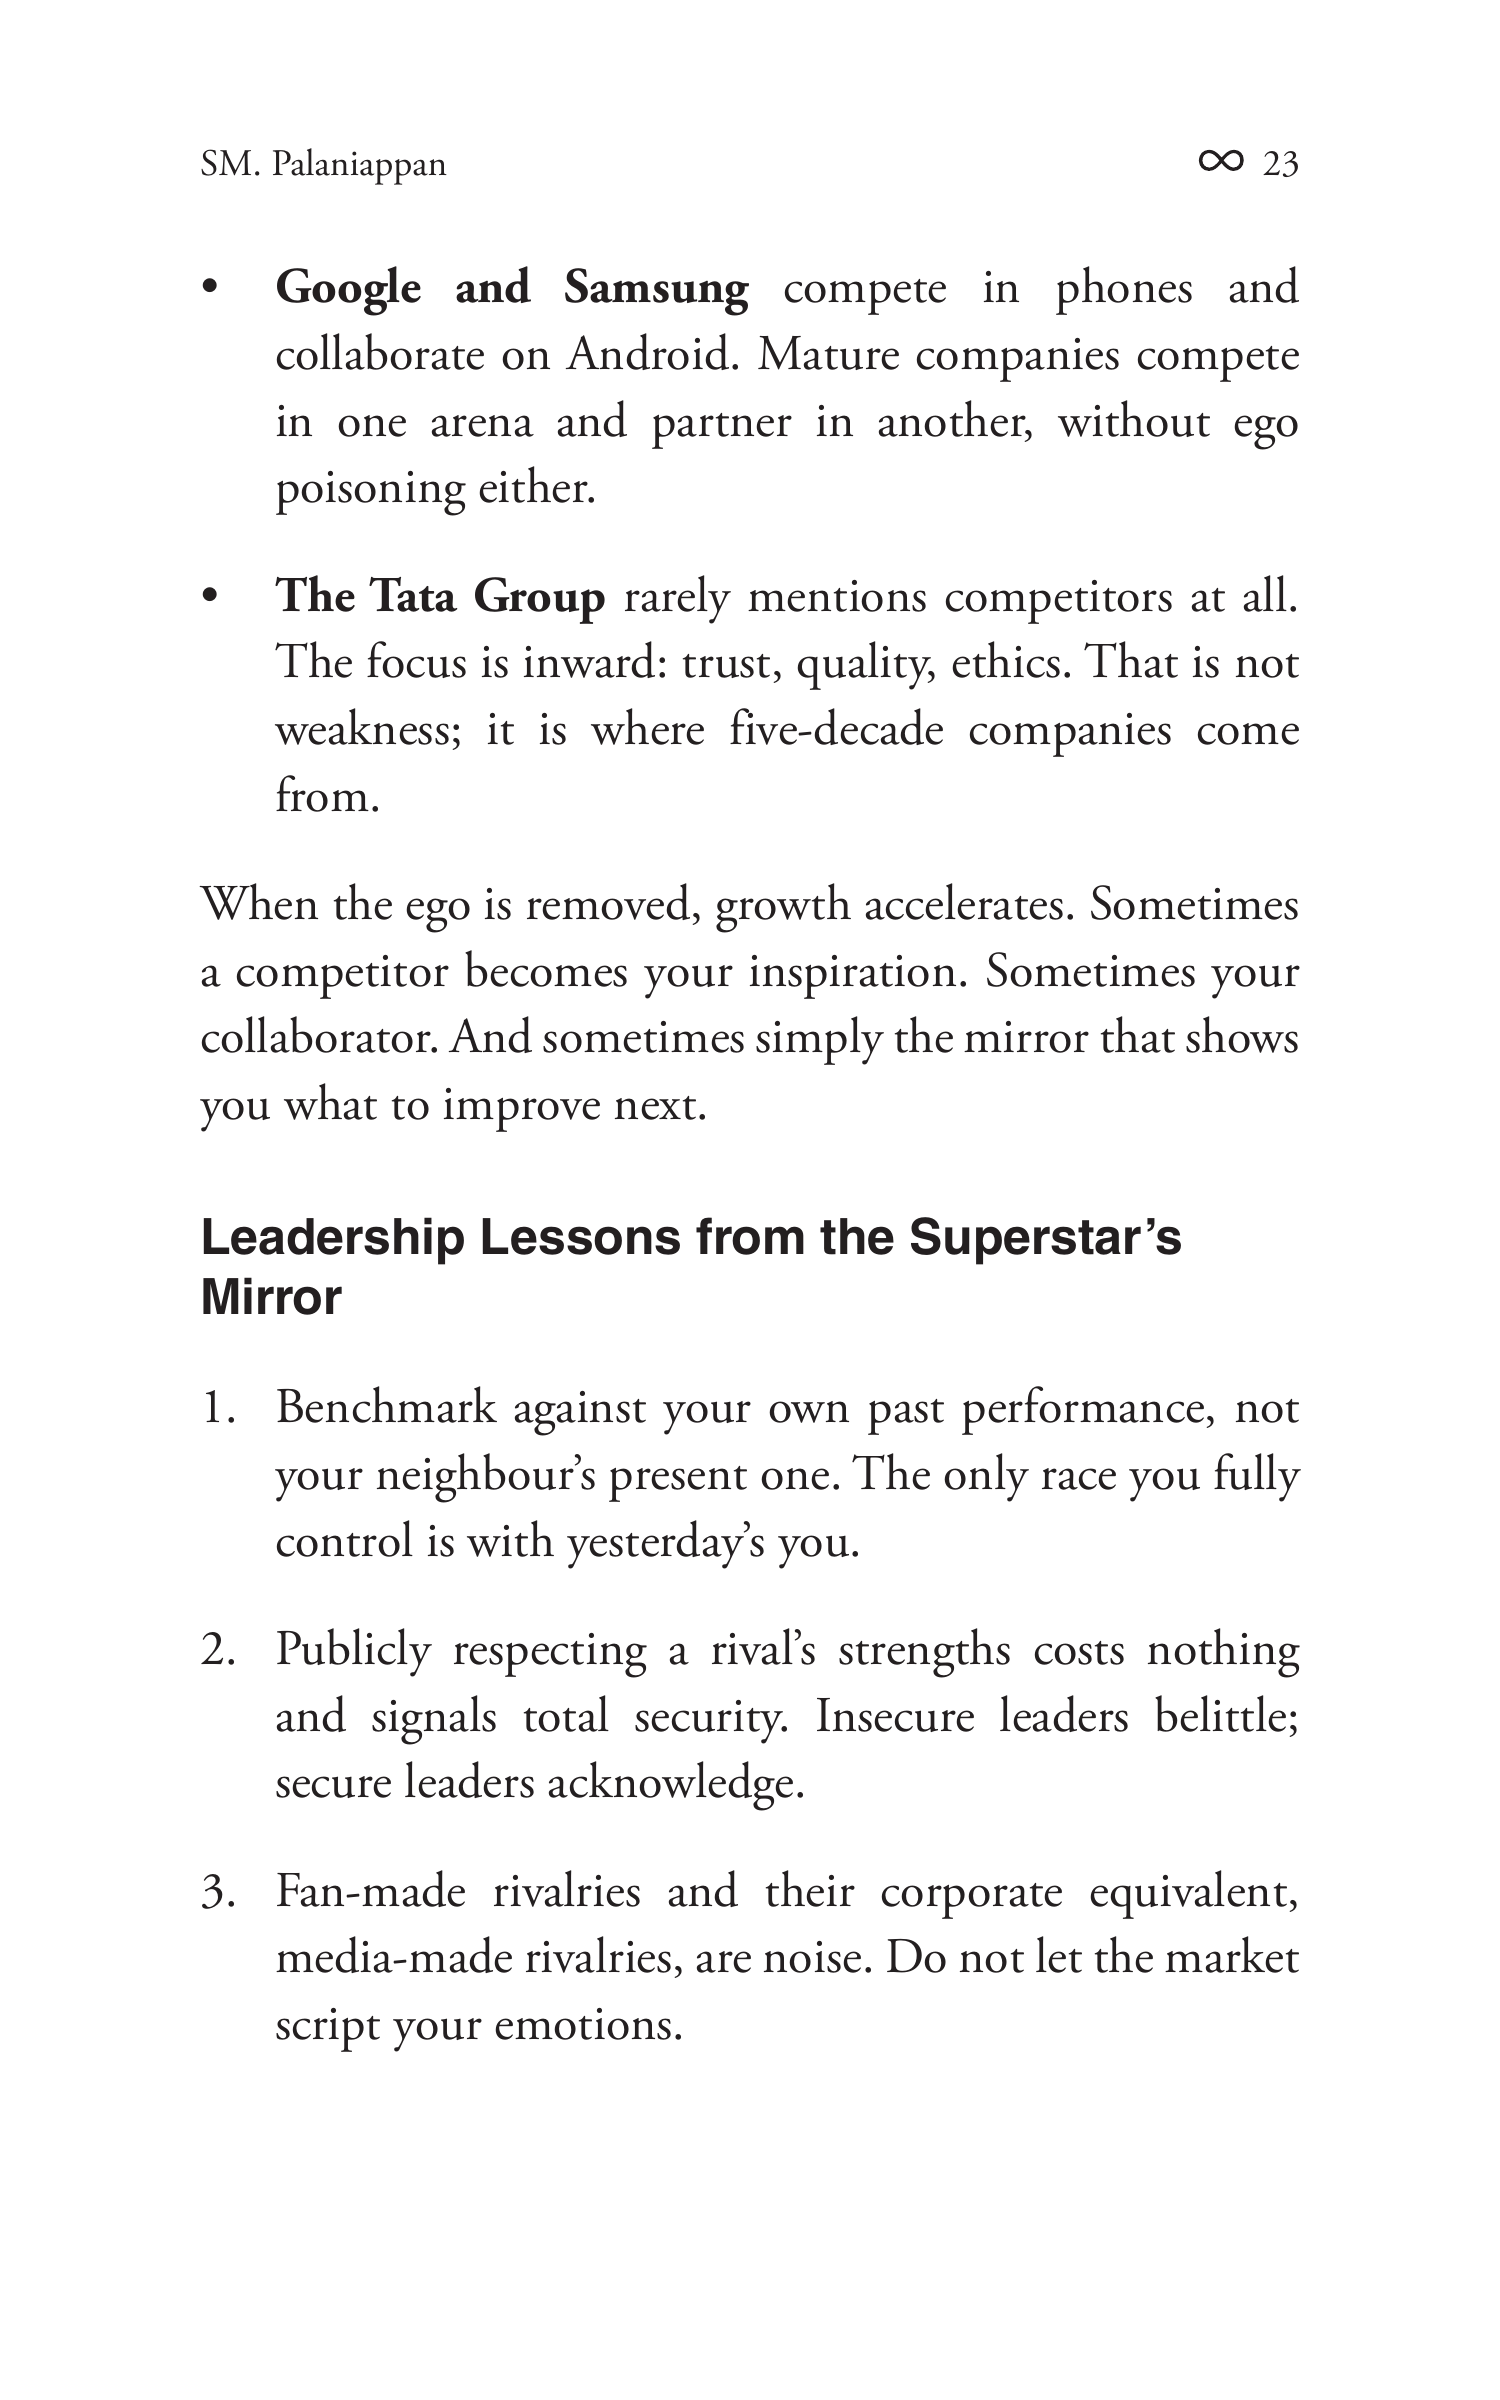 SM. Palaniappan ∞ 23
• Google and Samsung compete in phones and
collaborate on Android. Mature companies compete
in one arena and partner in another, without ego
poisoning either.
• The Tata Group rarely mentions competitors at all.
The focus is inward: trust, quality, ethics. That is not
weakness; it is where five-decade companies come
from.
When the ego is removed, growth accelerates. Sometimes
a competitor becomes your inspiration. Sometimes your
collaborator. And sometimes simply the mirror that shows
you what to improve next.
Leadership Lessons from the Superstar’s
Mirror
1. Benchmark against your own past performance, not
your neighbour’s present one. The only race you fully
control is with yesterday’s you.
2. Publicly respecting a rival’s strengths costs nothing
and signals total security. Insecure leaders belittle;
secure leaders acknowledge.
3. Fan-made rivalries and their corporate equivalent,
media-made rivalries, are noise. Do not let the market
script your emotions.